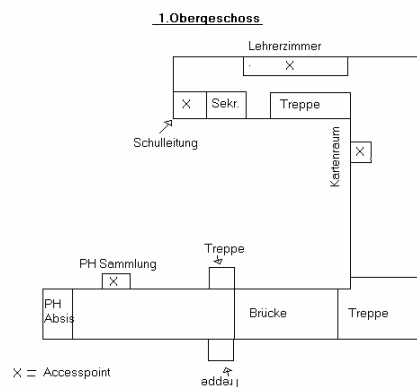 1.Obergeschoss
Lehrerzimmer
X
X
Sekr.
Treppe
Schulleitung
Kartenraum
X
Treppe
PH Sammlung
X
PH
Absis
Brücke
Treppe
Treppe
X = Accesspoint